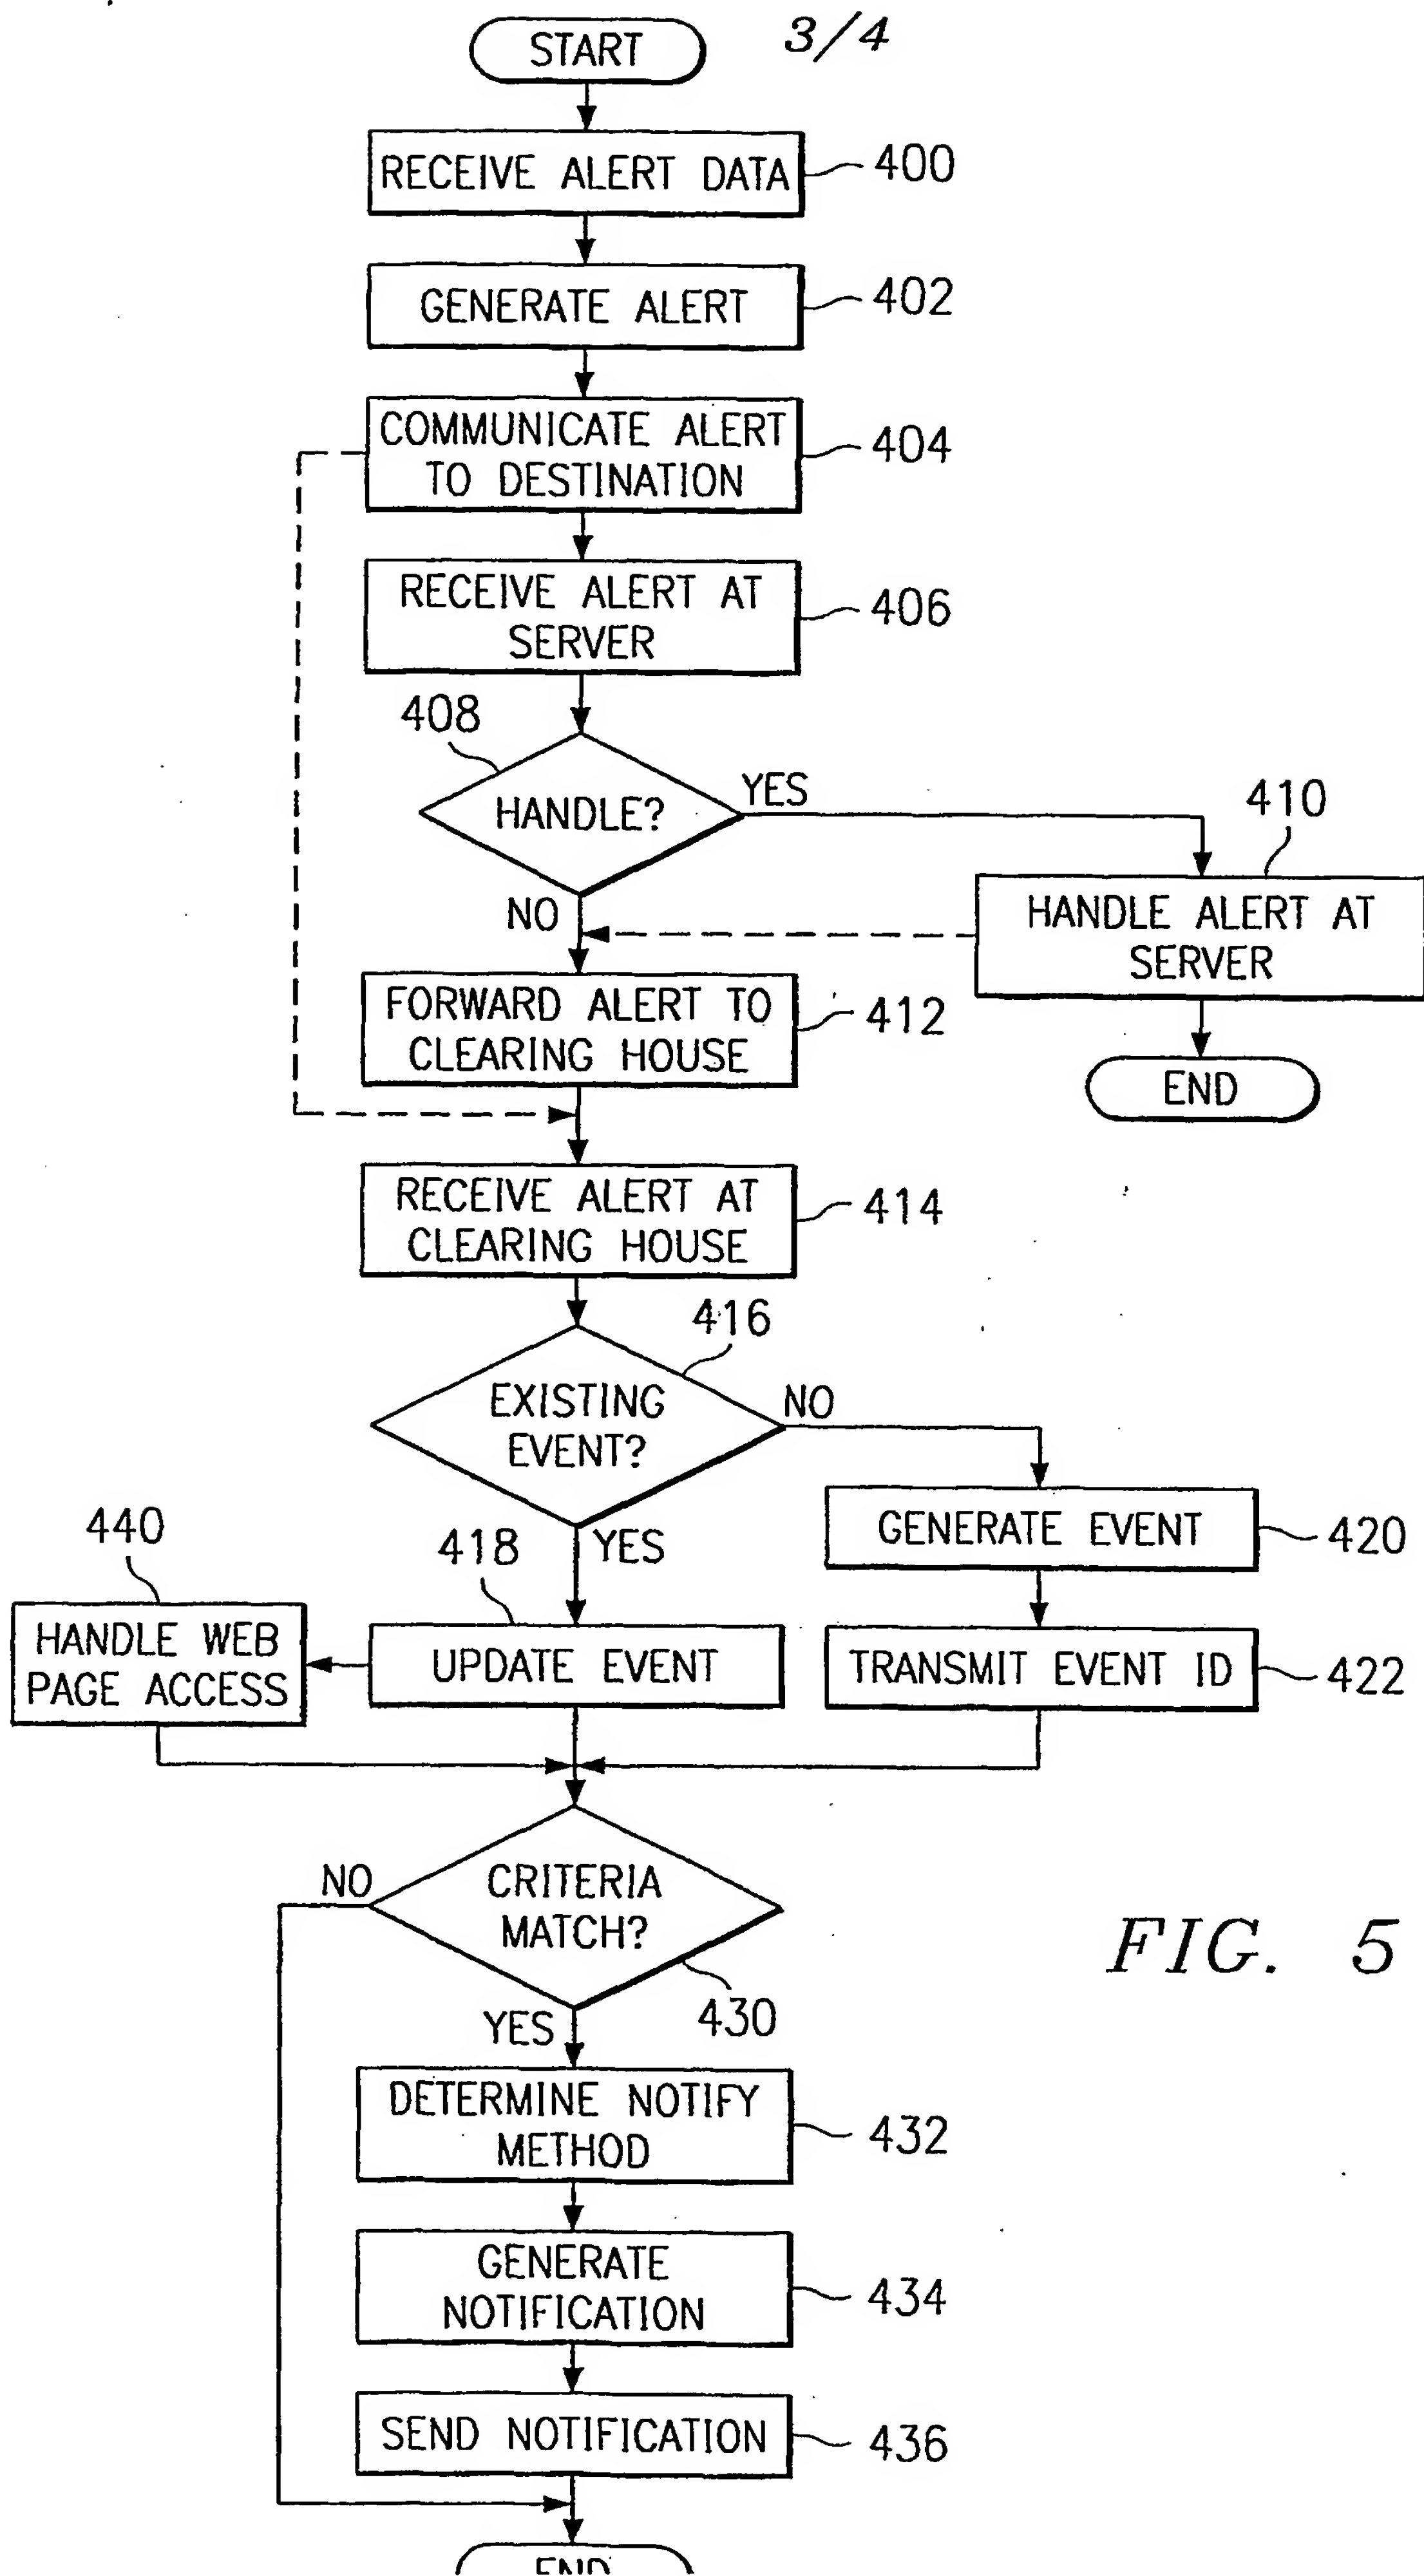 START
3/4
RECEIVE ALERT DATA
400
GENERATE ALERT
402
COMMUNICATE ALERT
TO DESTINATION
404
RECEIVE ALERT AT
SERVER
406
408
HANDLE?
YES
NO
410
HANDLE ALERT AT
SERVER
END
FORWARD ALERT TO
CLEARING HOUSE
412
RECEIVE ALERT AT
CLEARING HOUSE
414
416
EXISTING
EVENT?
NO
YES
GENERATE EVENT
420
440
418
HANDLE WEB
PAGE ACCESS
UPDATE EVENT
TRANSMIT EVENT ID
422
NO
CRITERIA
MATCH?
430
YES
FIG. 5
DETERMINE NOTIFY
METHOD
432
GENERATE
NOTIFICATION
434
SEND NOTIFICATION
436
END